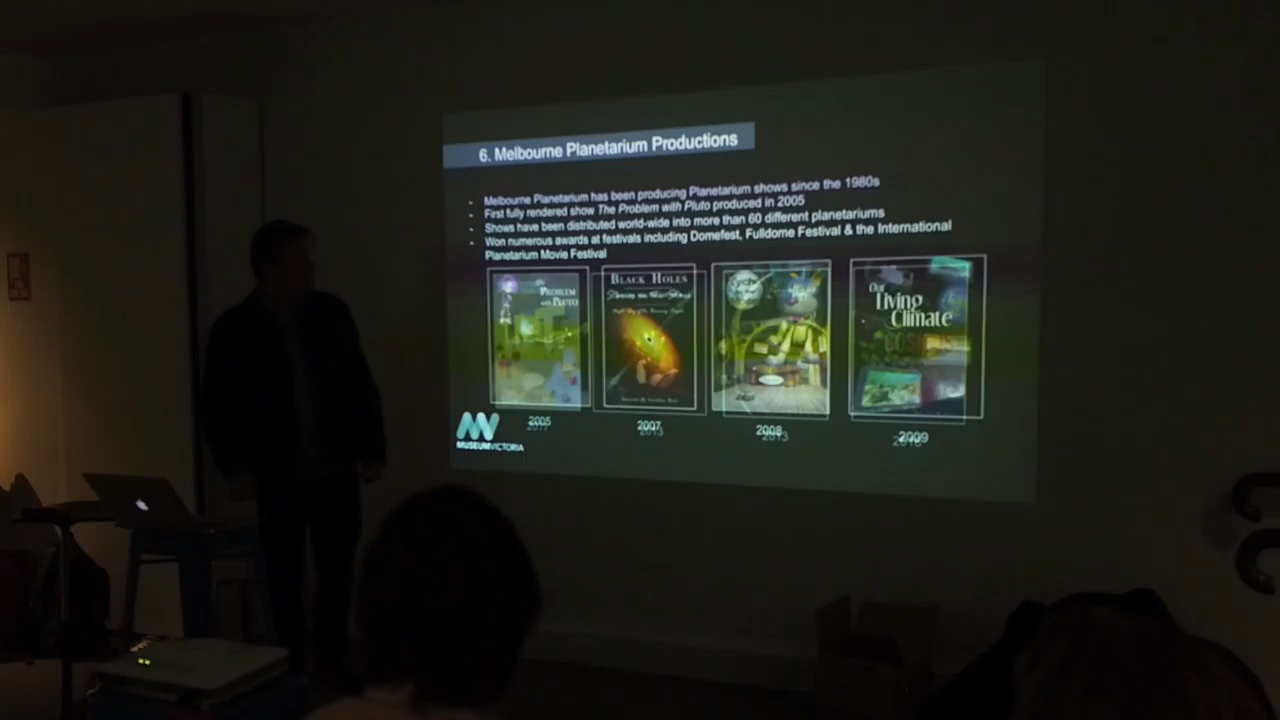 6. Melbourne Planetarium Productions
Melbourne Planetarium has been producing Planetarium shows since the 1980s
First fully rendered show The Problem with Pluto produced in 2005
Shows have been distributed world-wide into more than 60 different planetariums
Won numerous awards at festivals including Domefest, Fulldome Festival & the International
Planetarium Movie Festival
The
PROBLEM
with PLUTO
BLACK HOLES
Our
Living
Climate
2005
2007
2008
2009
MUSEUMVICTORIA